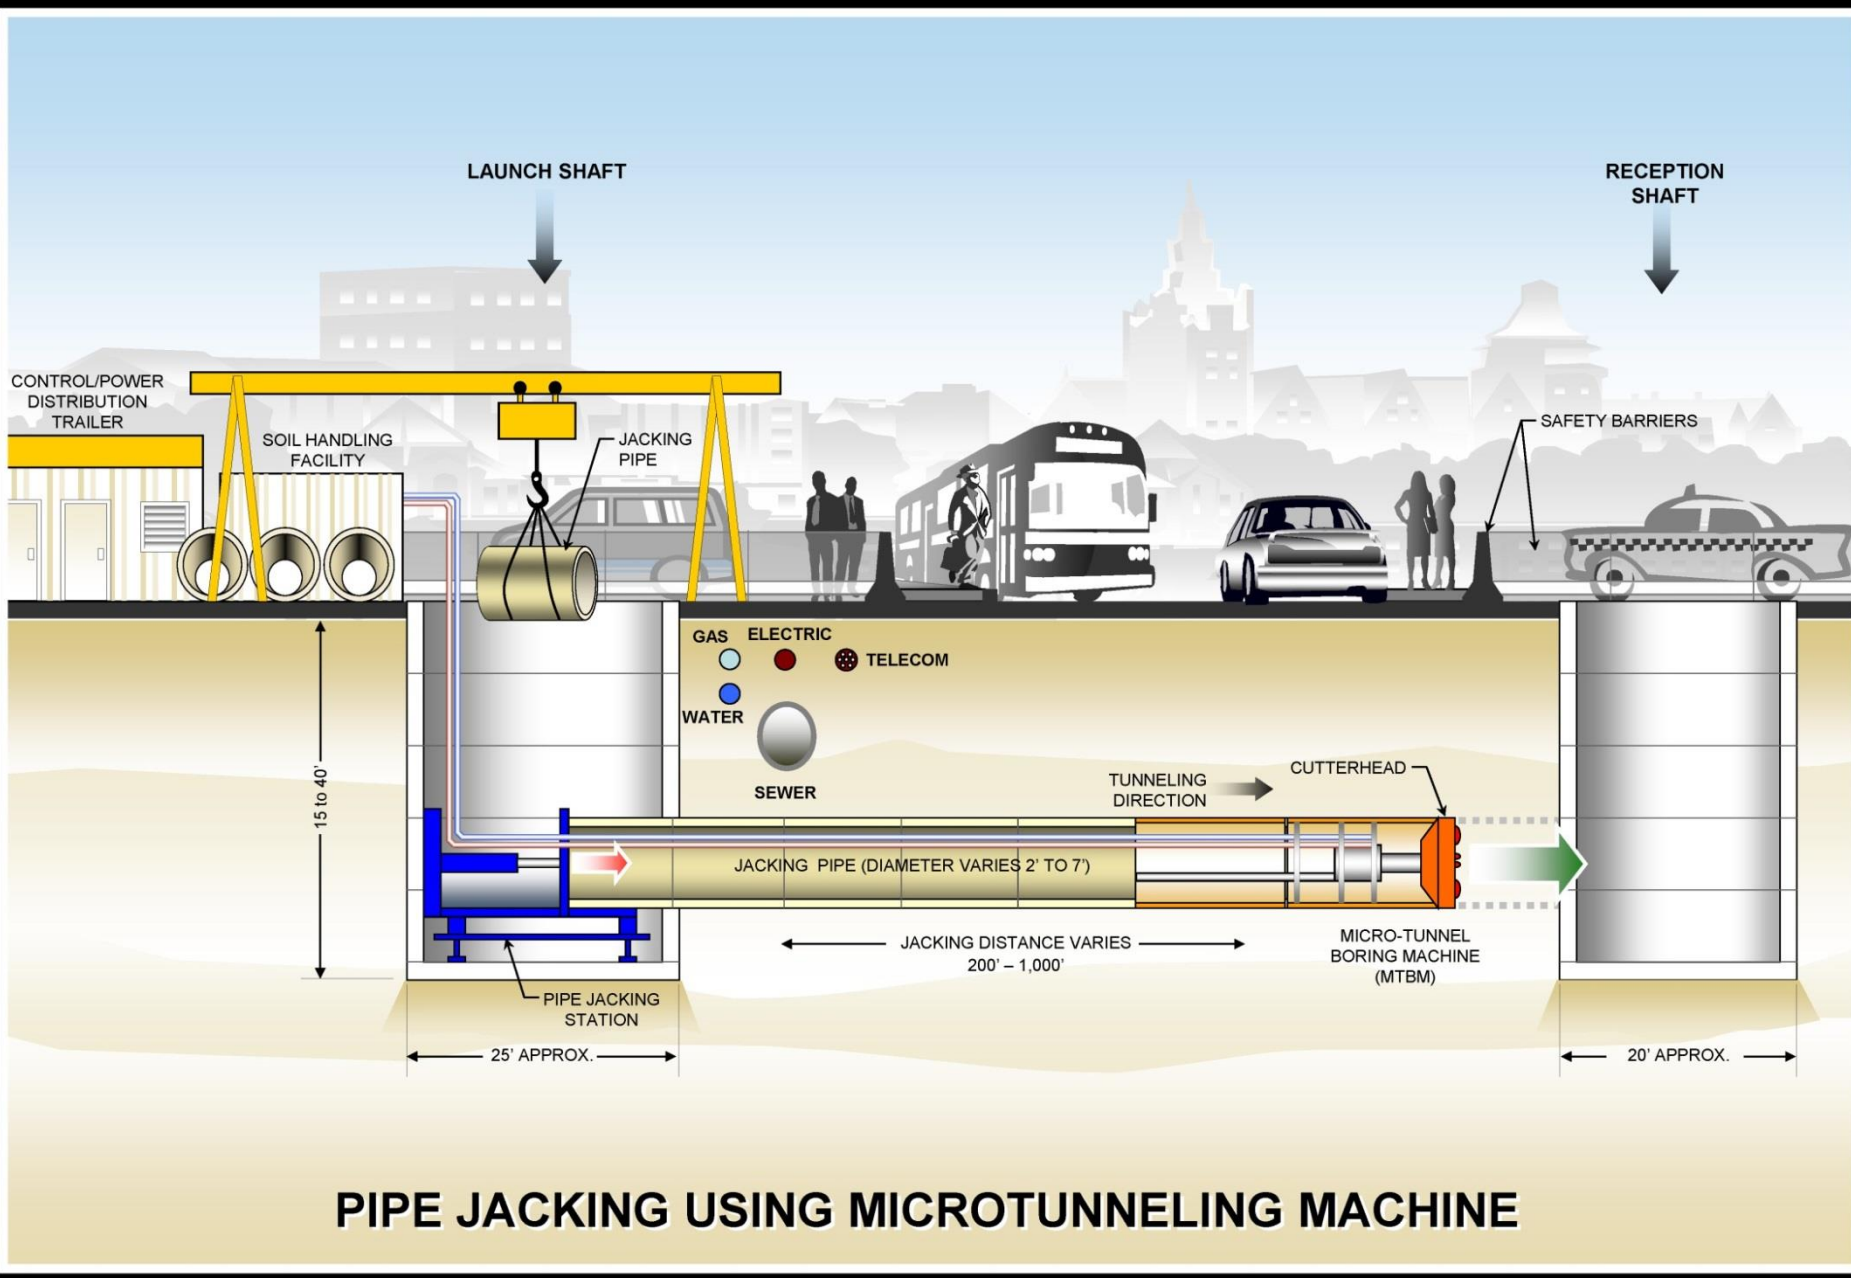 LAUNCH SHAFT
RECEPTION
SHAFT
CONTROL/POWER
DISTRIBUTION
TRAILER
SOIL HANDLING
FACILITY
JACKING
PIPE
SAFETY BARRIERS
GAS
ELECTRIC
TELECOM
WATER
SEWER
15 to 40'
TUNNELING
DIRECTION
CUTTERHEAD
JACKING PIPE (DIAMETER VARIES 2' TO 7')
JACKING DISTANCE VARIES
200' – 1,000'
MICRO-TUNNEL
BORING MACHINE
(MTBM)
PIPE JACKING
STATION
25' APPROX.
20' APPROX.
PIPE JACKING USING MICROTUNNELING MACHINE